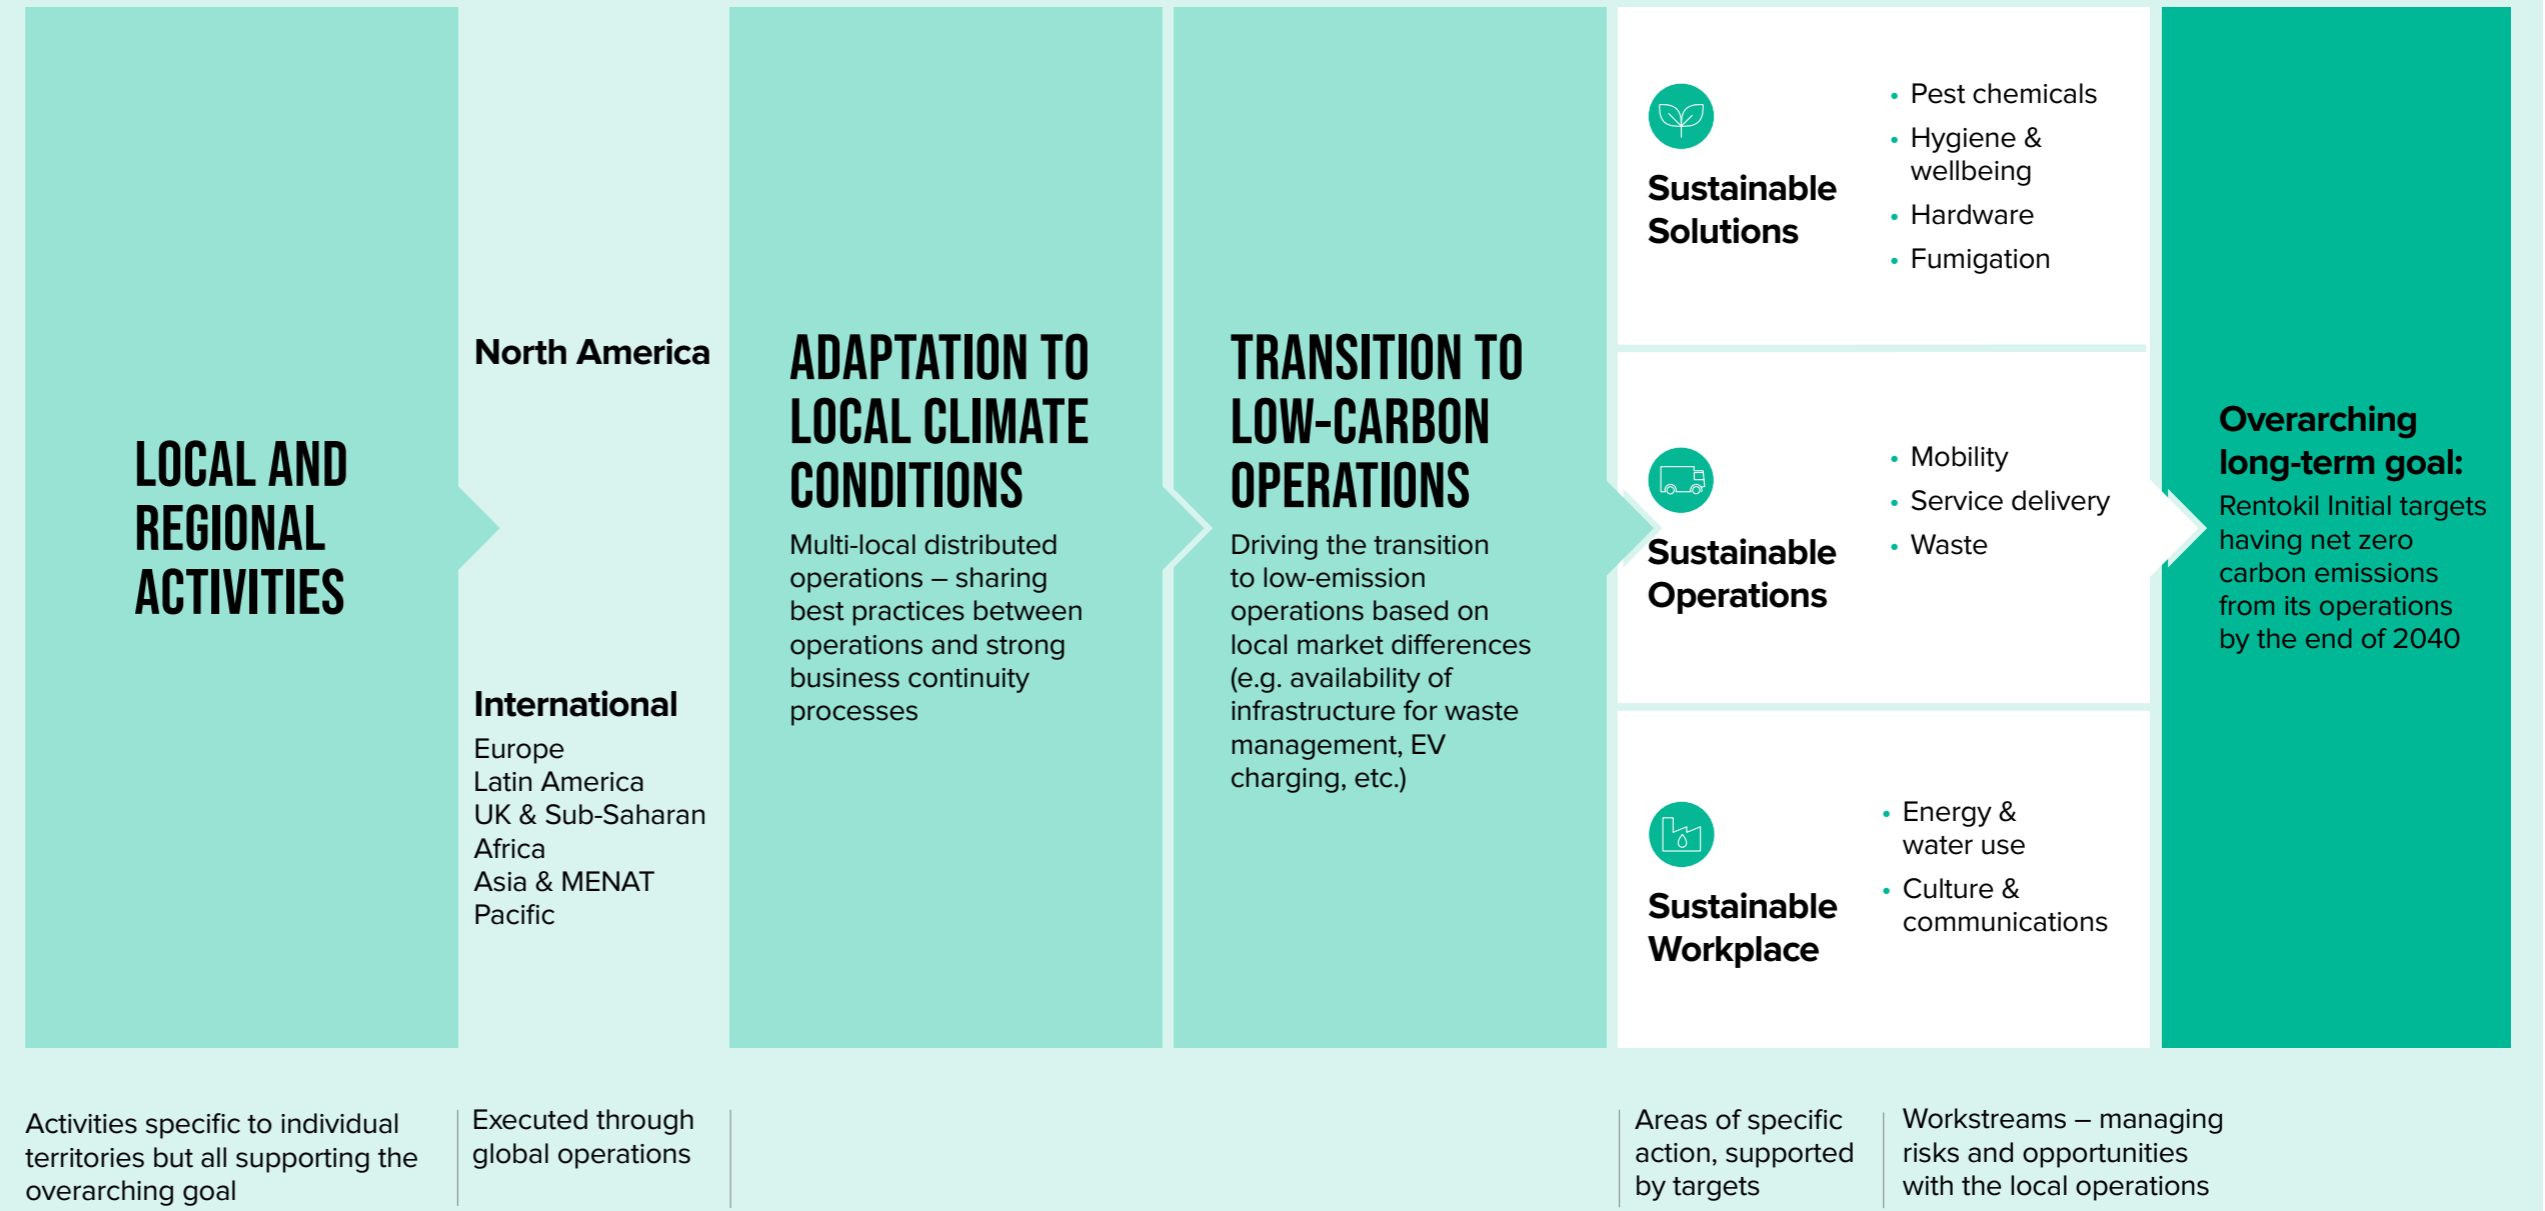 LOCAL AND
REGIONAL
ACTIVITIES
North America
International
Europe
Latin America
UK & Sub-Saharan
Africa
Asia & MENAT
Pacific
ADAPTATION TO
LOCAL CLIMATE
CONDITIONS
Multi-local distributed
operations – sharing
best practices between
operations and strong
business continuity
processes
TRANSITION TO
LOW-CARBON
OPERATIONS
Driving the transition
to low-emission
operations based on
local market differences
(e.g. availability of
infrastructure for waste
management, EV
charging, etc.)
Sustainable
Solutions
• Pest chemicals
• Hygiene &
wellbeing
• Hardware
• Fumigation
Sustainable
Operations
• Mobility
• Service delivery
• Waste
Sustainable
Workplace
• Energy &
water use
• Culture &
communications
Overarching
long-term goal:
Rentokil Initial targets
having net zero
carbon emissions
from its operations
by the end of 2040
Activities specific to individual
territories but all supporting the
overarching goal
Executed through
global operations
Areas of specific
action, supported
by targets
Workstreams – managing
risks and opportunities
with the local operations